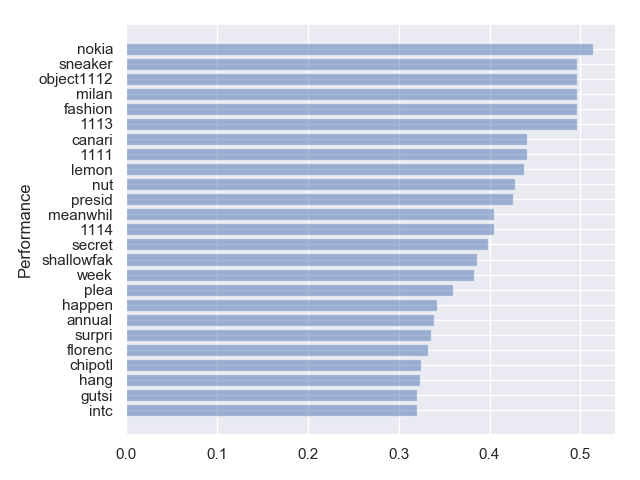 nokia
sneaker
object1112
milan
fashion
1113
canari
1111
lemon
nut
presid
meanwhil
1114
secret
shallowfak
week
plea
happen
annual
surpri
florenc
chipotl
hang
gutsi
intc
Performance
0.0 0.1 0.2 0.3 0.4 0.5